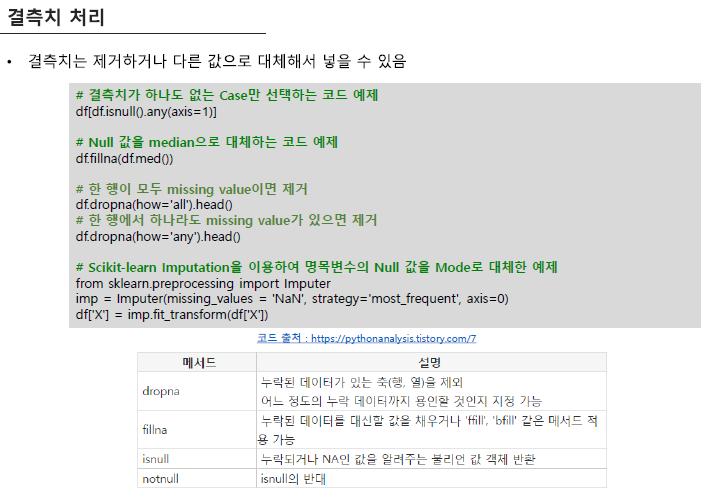 결측치 처리
• 결측치는 제거하거나 다른 값으로 대체해서 넣을 수 있음
# 결측치가 하나도 없는 Case만 선택하는 코드 예제
df[df.isnull().any(axis=1)]
# Null 값을 median으로 대체하는 코드 예제
df.fillna(df.med())
# 한 행이 모두 missing value이면 제거
df.dropna(how='all').head()
# 한 행에서 하나라도 missing value가 있으면 제거
df.dropna(how='any').head()
# Scikit-learn Imputation을 이용하여 명목변수의 Null 값을 Mode로 대체한 예제
from sklearn.preprocessing import Imputer
imp = Imputer(missing_values = 'NaN', strategy='most_frequent', axis=0)
df['X'] = imp.fit_transform(df['X'])
코드 출처 : https://pythonanalysis.tistory.com/7
메서드 설명
dropna 누락된 데이터가 있는 축(행, 열)을 제외
어느 정도의 누락 데이터까지 용인할 것인지 지정 가능
fillna 누락된 데이터를 대신할 값을 채우거나 'ffill', 'bfill' 같은 메서드 적
용 가능
isnull 누락되거나 NA인 값을 알려주는 불리언 값 객체 반환
notnull isnull의 반대